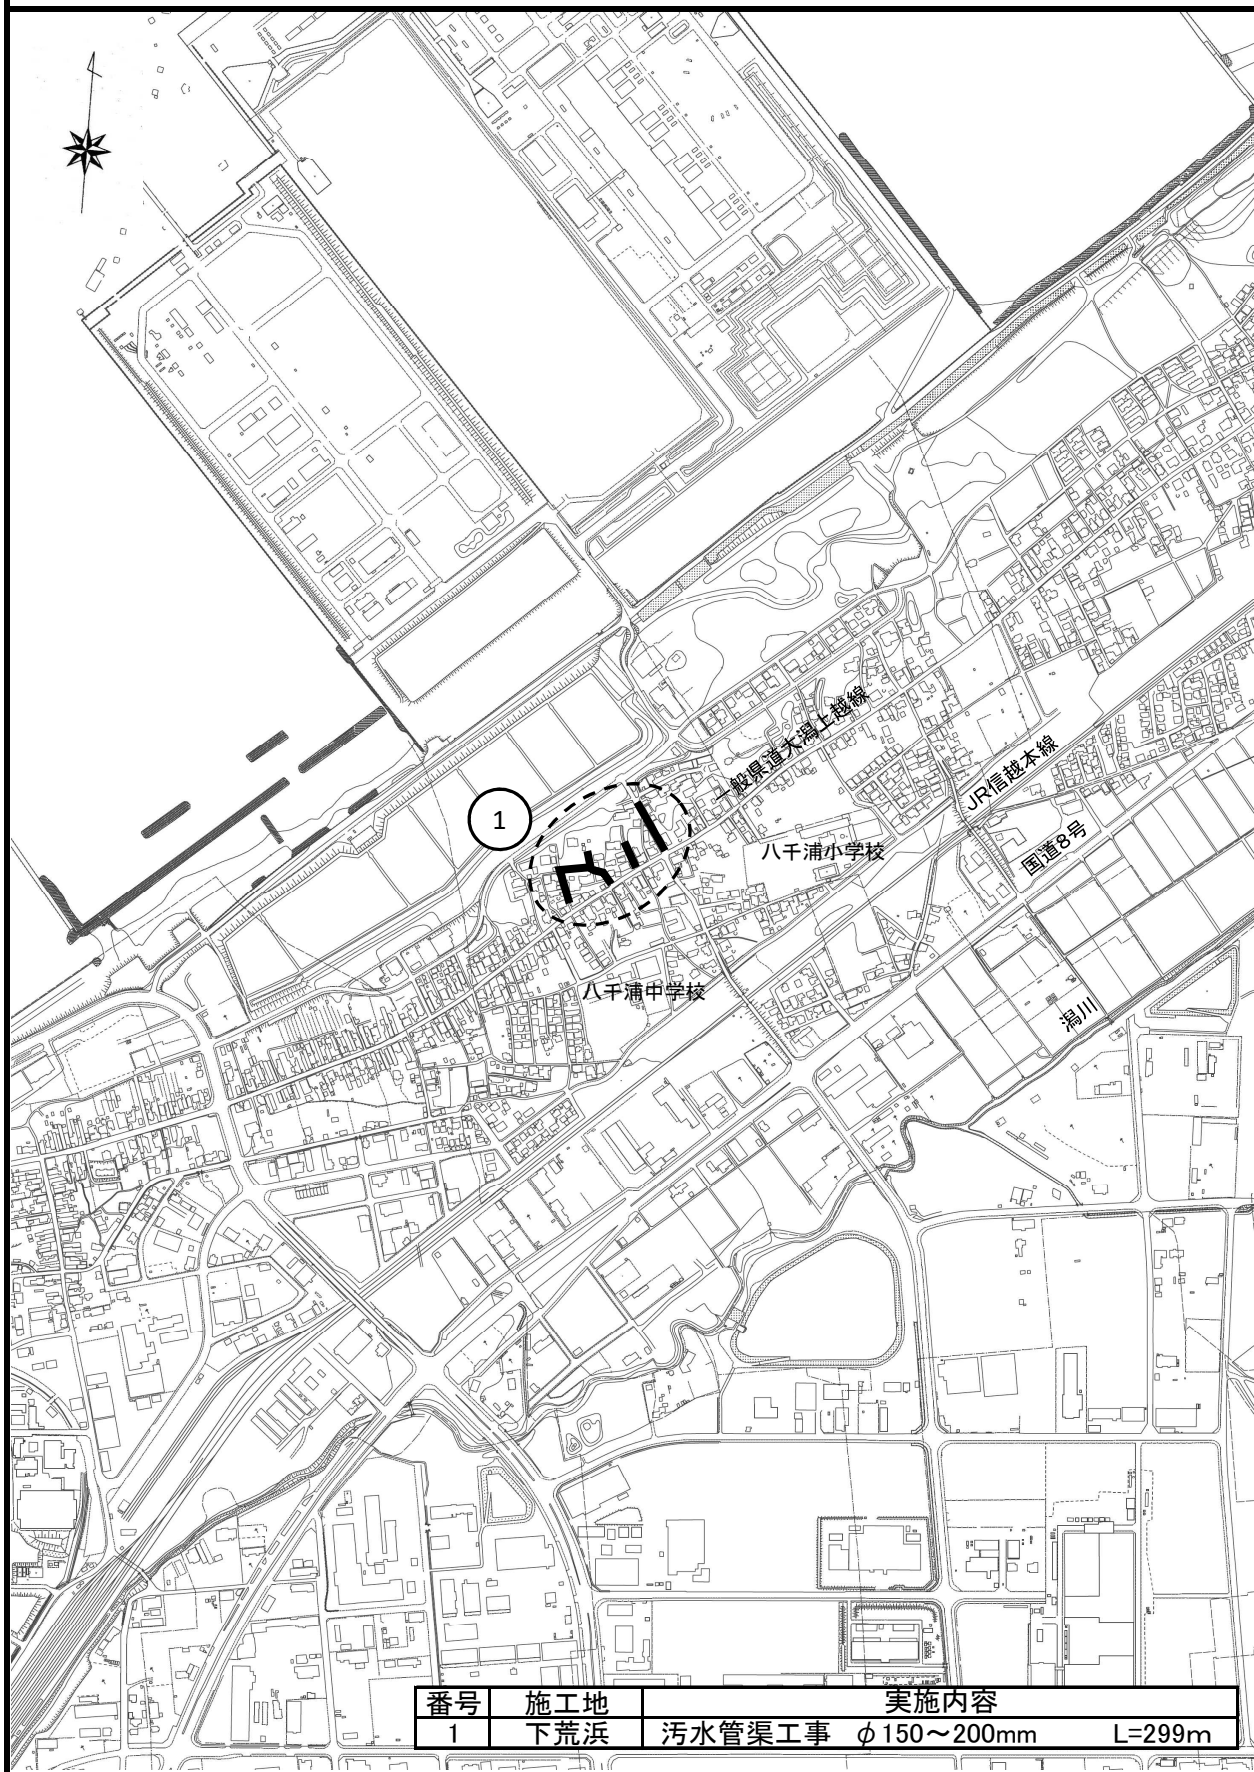 一般県道大潟上越線
JR信越本線
1
八千浦小学校
国道8号
八千浦中学校
潟川
番号 施工地 実施内容
1 下荒浜 汚水管渠工事 φ150～200mm L=299m